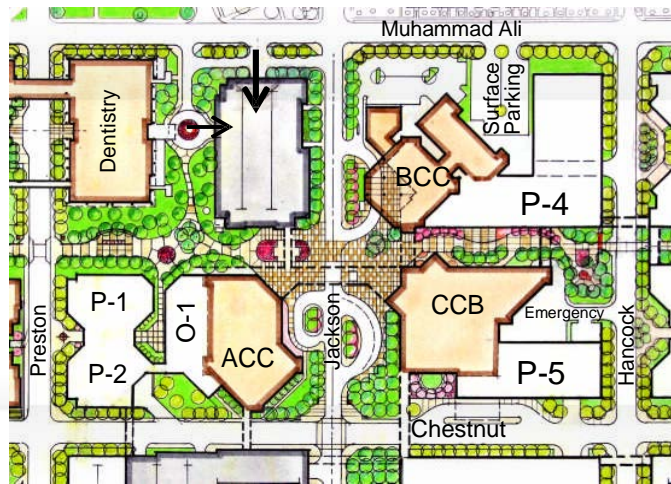 Muhammad Ali
Dentistry
Surface
Parking
BCC
P-4
P-1
O-1
CCB
Emergency
Preston
P-2
ACC
Jackson
P-5
Hancock
Chestnut